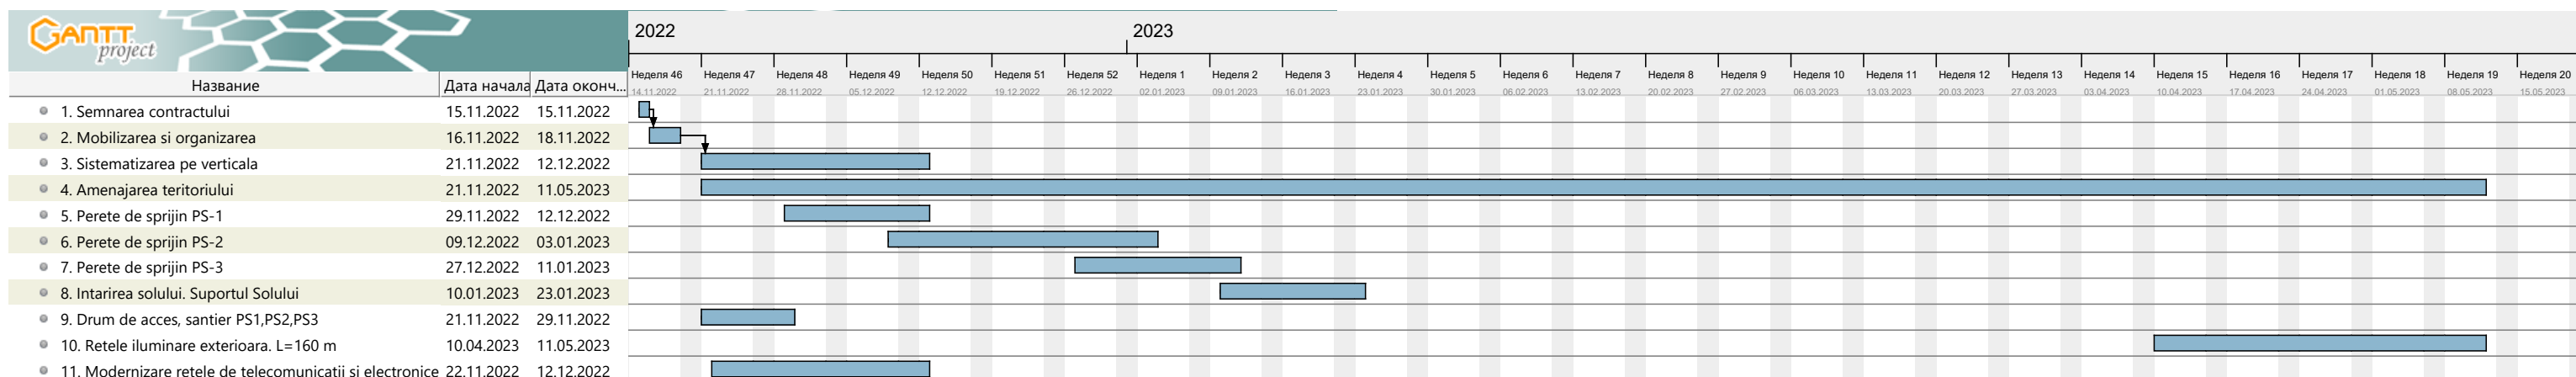 GANTT
project
2022 2023
Неделя 46 Неделя 47 Неделя 48 Неделя 49 Неделя 50 Неделя 51 Неделя 52 Неделя 1 Неделя 2 Неделя 3 Неделя 4 Неделя 5 Неделя 6 Неделя 7 Неделя 8 Неделя 9 Неделя 10 Неделя 11 Неделя 12 Неделя 13 Неделя 14 Неделя 15 Неделя 16 Неделя 17 Неделя 18 Неделя 19 Неделя 20
Название Дата начала Дата оконч...
14.11.2022 21.11.2022 28.11.2022 05.12.2022 12.12.2022 19.12.2022 26.12.2022 02.01.2023 09.01.2023 16.01.2023 23.01.2023 30.01.2023 06.02.2023 13.02.2023 20.02.2023 27.02.2023 06.03.2023 13.03.2023 20.03.2023 27.03.2023 03.04.2023 10.04.2023 17.04.2023 24.04.2023 01.05.2023 08.05.2023 15.05.2023
1. Semnarea contractului 15.11.2022 15.11.2022
2. Mobilizarea si organizarea 16.11.2022 18.11.2022
3. Sistematizarea pe verticala 21.11.2022 12.12.2022
4. Amenajarea teritoriului 21.11.2022 11.05.2023
5. Perete de sprijin PS-1 29.11.2022 12.12.2022
6. Perete de sprijin PS-2 09.12.2022 03.01.2023
7. Perete de sprijin PS-3 27.12.2022 11.01.2023
8. Intarirea solului. Suportul Solului 10.01.2023 23.01.2023
9. Drum de acces, santier PS1,PS2,PS3 21.11.2022 29.11.2022
10. Retele iluminare exterioara. L=160 m 10.04.2023 11.05.2023
11. Modernizare retele de telecomunicatii si electronice 22.11.2022 12.12.2022